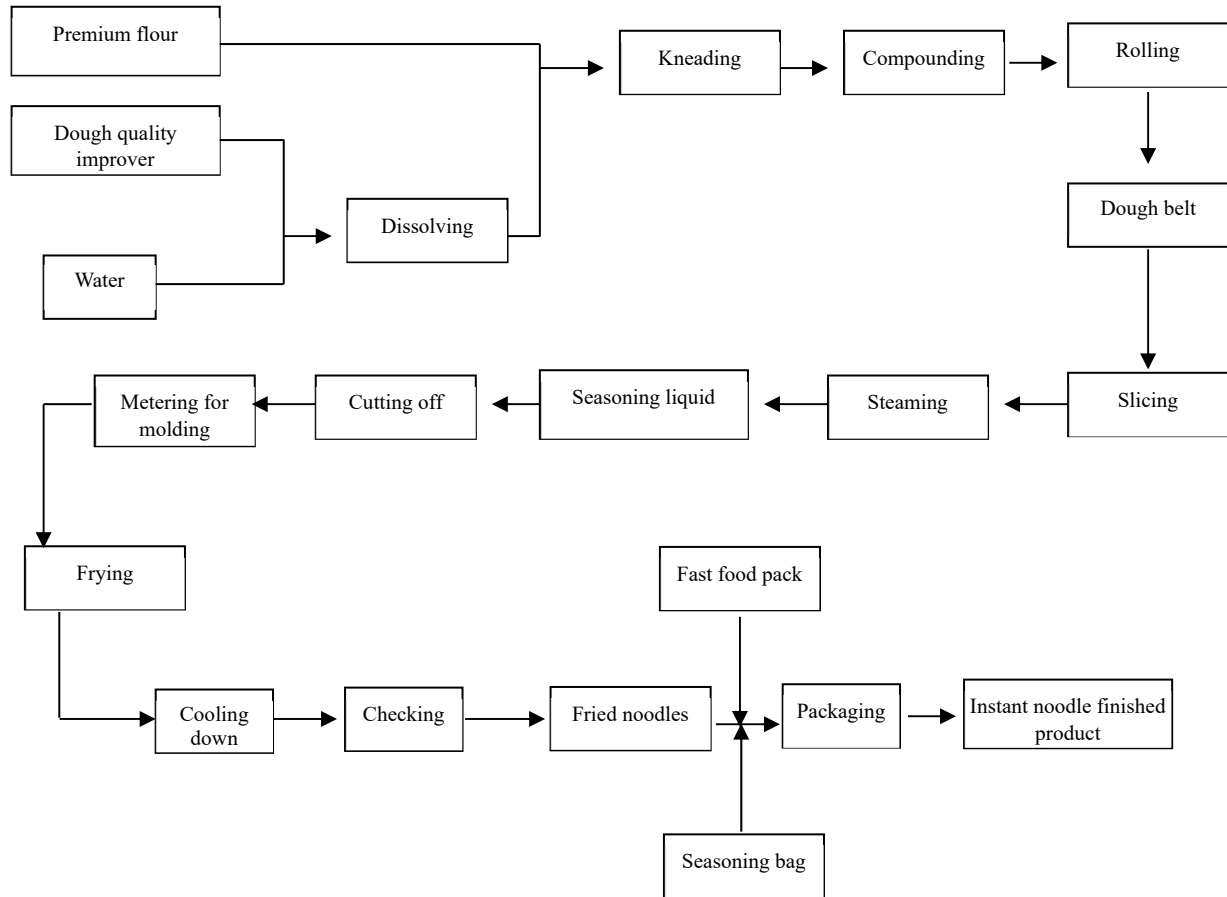 Premium flour
Kneading
Compounding
Rolling
Dough quality
improver
Dissolving
Dough belt
Water
Metering for
molding
Cutting off
Seasoning liquid
Steaming
Slicing
Frying
Fast food pack
Cooling
down
Checking
Fried noodles
Packaging
Instant noodle finished
product
Seasoning bag